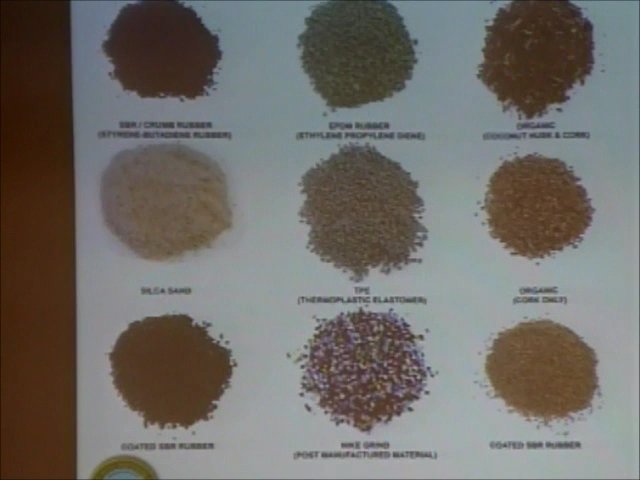 SBR / CRUMB RUBBER
(STYRENE-BUTADIENE RUBBER)
EPDM RUBBER
(ETHYLENE PROPYLENE DIENE)
ORGANIC
(COCONUT HUSK & CORK)
SILCA SAND
TPE
(THERMOPLASTIC ELASTOMER)
ORGANIC
(CORK ONLY)
COATED SBR RUBBER
NIKE GRIND
(POST MANUFACTURED MATERIAL)
COATED SBR RUBBER